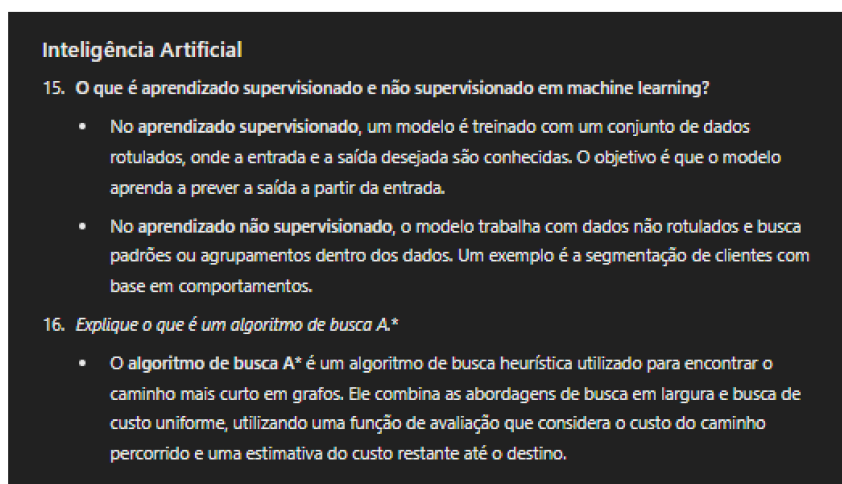 Inteligência Artificial
15. O que é aprendizado supervisionado e não supervisionado em machine learning?
• No aprendizado supervisionado, um modelo é treinado com um conjunto de dados
rotulados, onde a entrada e a saída desejada são conhecidas. O objetivo é que o modelo
aprenda a prever a saída a partir da entrada.
• No aprendizado não supervisionado, o modelo trabalha com dados não rotulados e busca
padrões ou agrupamentos dentro dos dados. Um exemplo é a segmentação de clientes com
base em comportamentos.
16. Explique o que é um algoritmo de busca A.*
• O algoritmo de busca A* é um algoritmo de busca heurística utilizado para encontrar o
caminho mais curto em grafos. Ele combina as abordagens de busca em largura e busca de
custo uniforme, utilizando uma função de avaliação que considera o custo do caminho
percorrido e uma estimativa do custo restante até o destino.